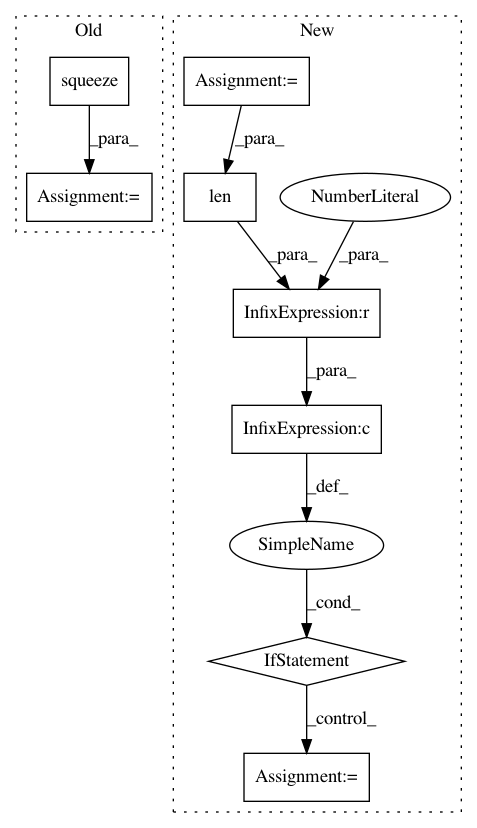 Old
New
squeeze
Assignment:=
_para_
_para_
Assignment:=
len
NumberLiteral
_para_
_para_
InfixExpression:r
_para_
InfixExpression:c
_def_
SimpleName
_cond_
IfStatement
_control_
Assignment:=